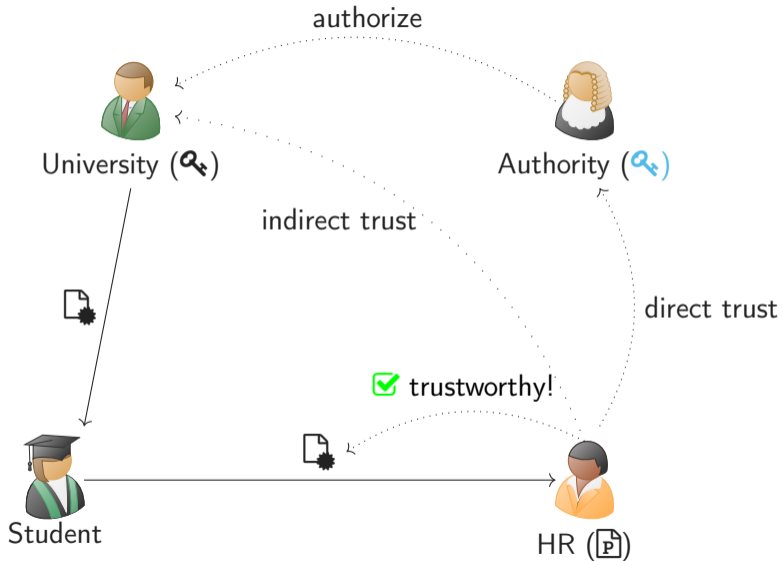 authorize
University ( )
Authority ( )
indirect trust
direct trust
trustworthy!
Student
HR (P)